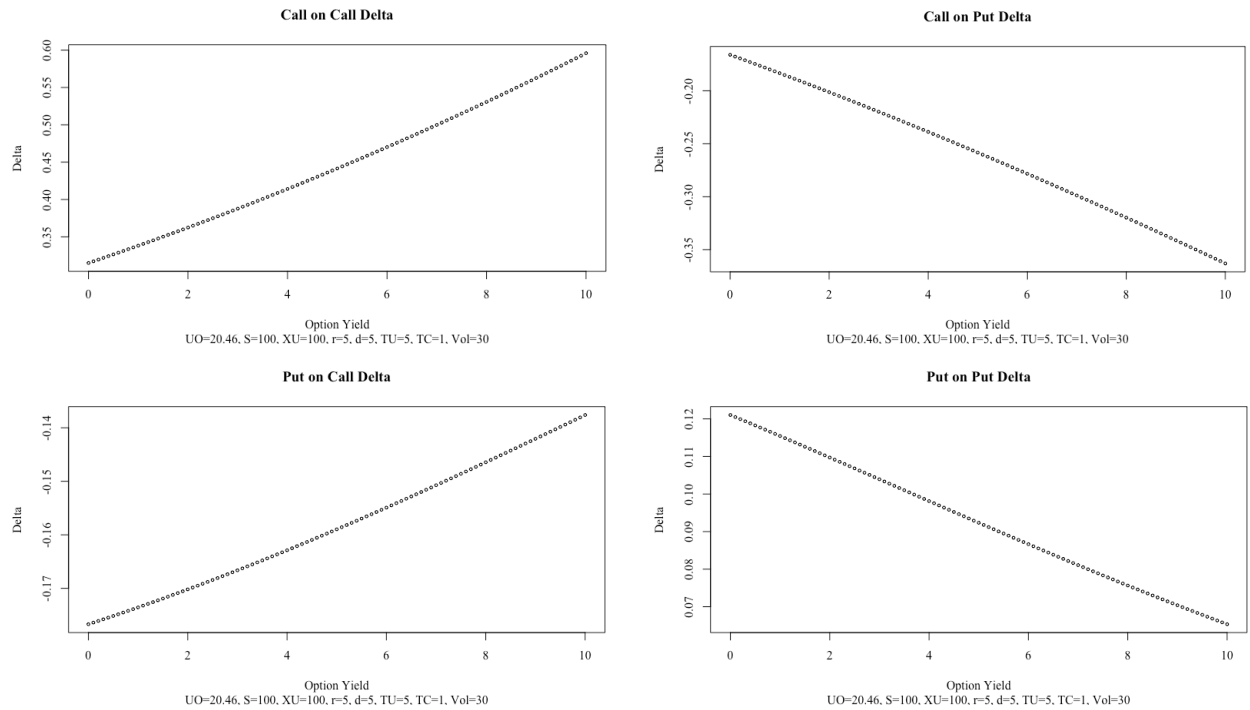 Call on Call Delta
0.60
0.55
0.50
0.45
0.40
0.35
Delta
0 2 4 6 8 10
Option Yield
UO=20.46, S=100, XU=100, r=5, d=5, TU=5, TC=1, Vol=30
Call on Put Delta
-0.20
-0.25
-0.30
-0.35
Delta
0 2 4 6 8 10
Option Yield
UO=20.46, S=100, XU=100, r=5, d=5, TU=5, TC=1, Vol=30
Put on Call Delta
-0.14
-0.15
-0.16
-0.17
Delta
0 2 4 6 8 10
Option Yield
UO=20.46, S=100, XU=100, r=5, d=5, TU=5, TC=1, Vol=30
Put on Put Delta
0.12
0.11
0.10
0.09
0.08
0.07
Delta
0 2 4 6 8 10
Option Yield
UO=20.46, S=100, XU=100, r=5, d=5, TU=5, TC=1, Vol=30